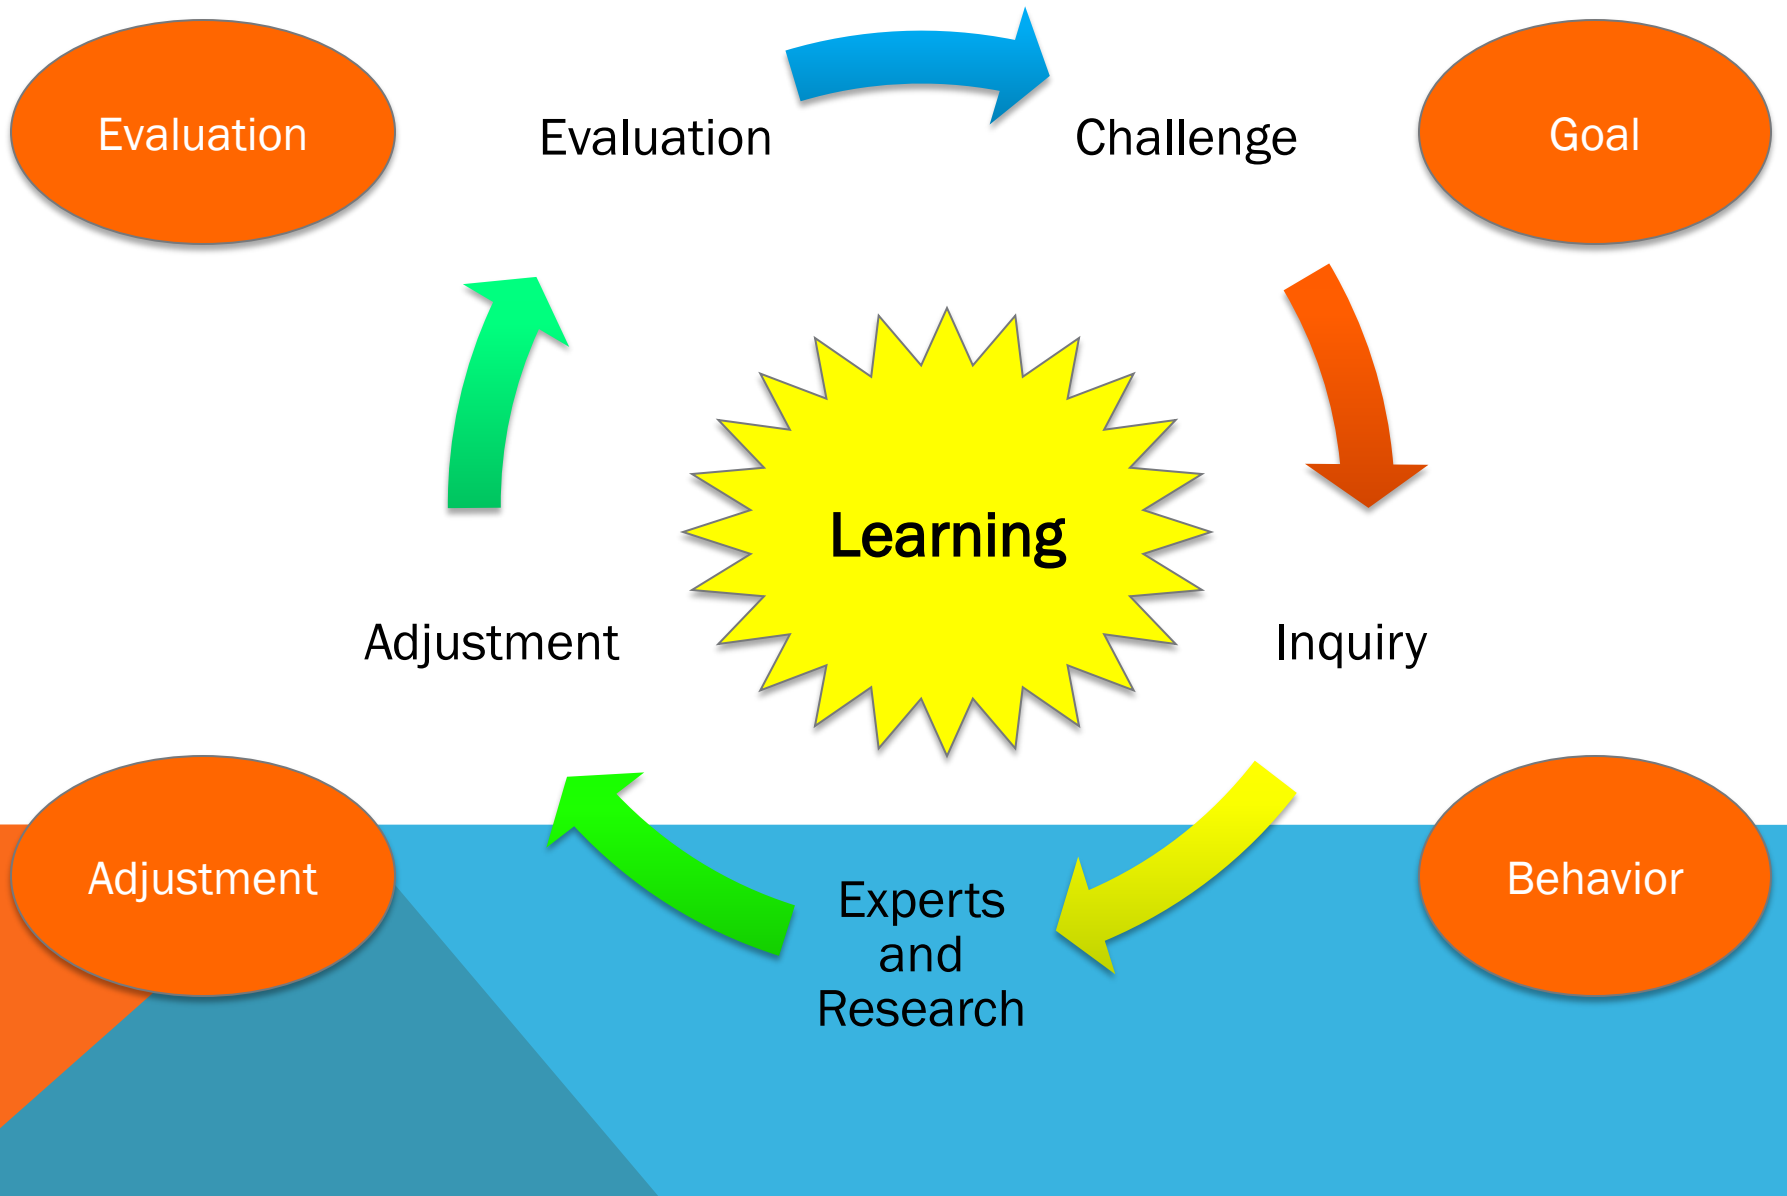 Evaluation
Evaluation
Challenge
Goal
Learning
Adjustment
Inquiry
Adjustment
Experts
and
Research
Behavior